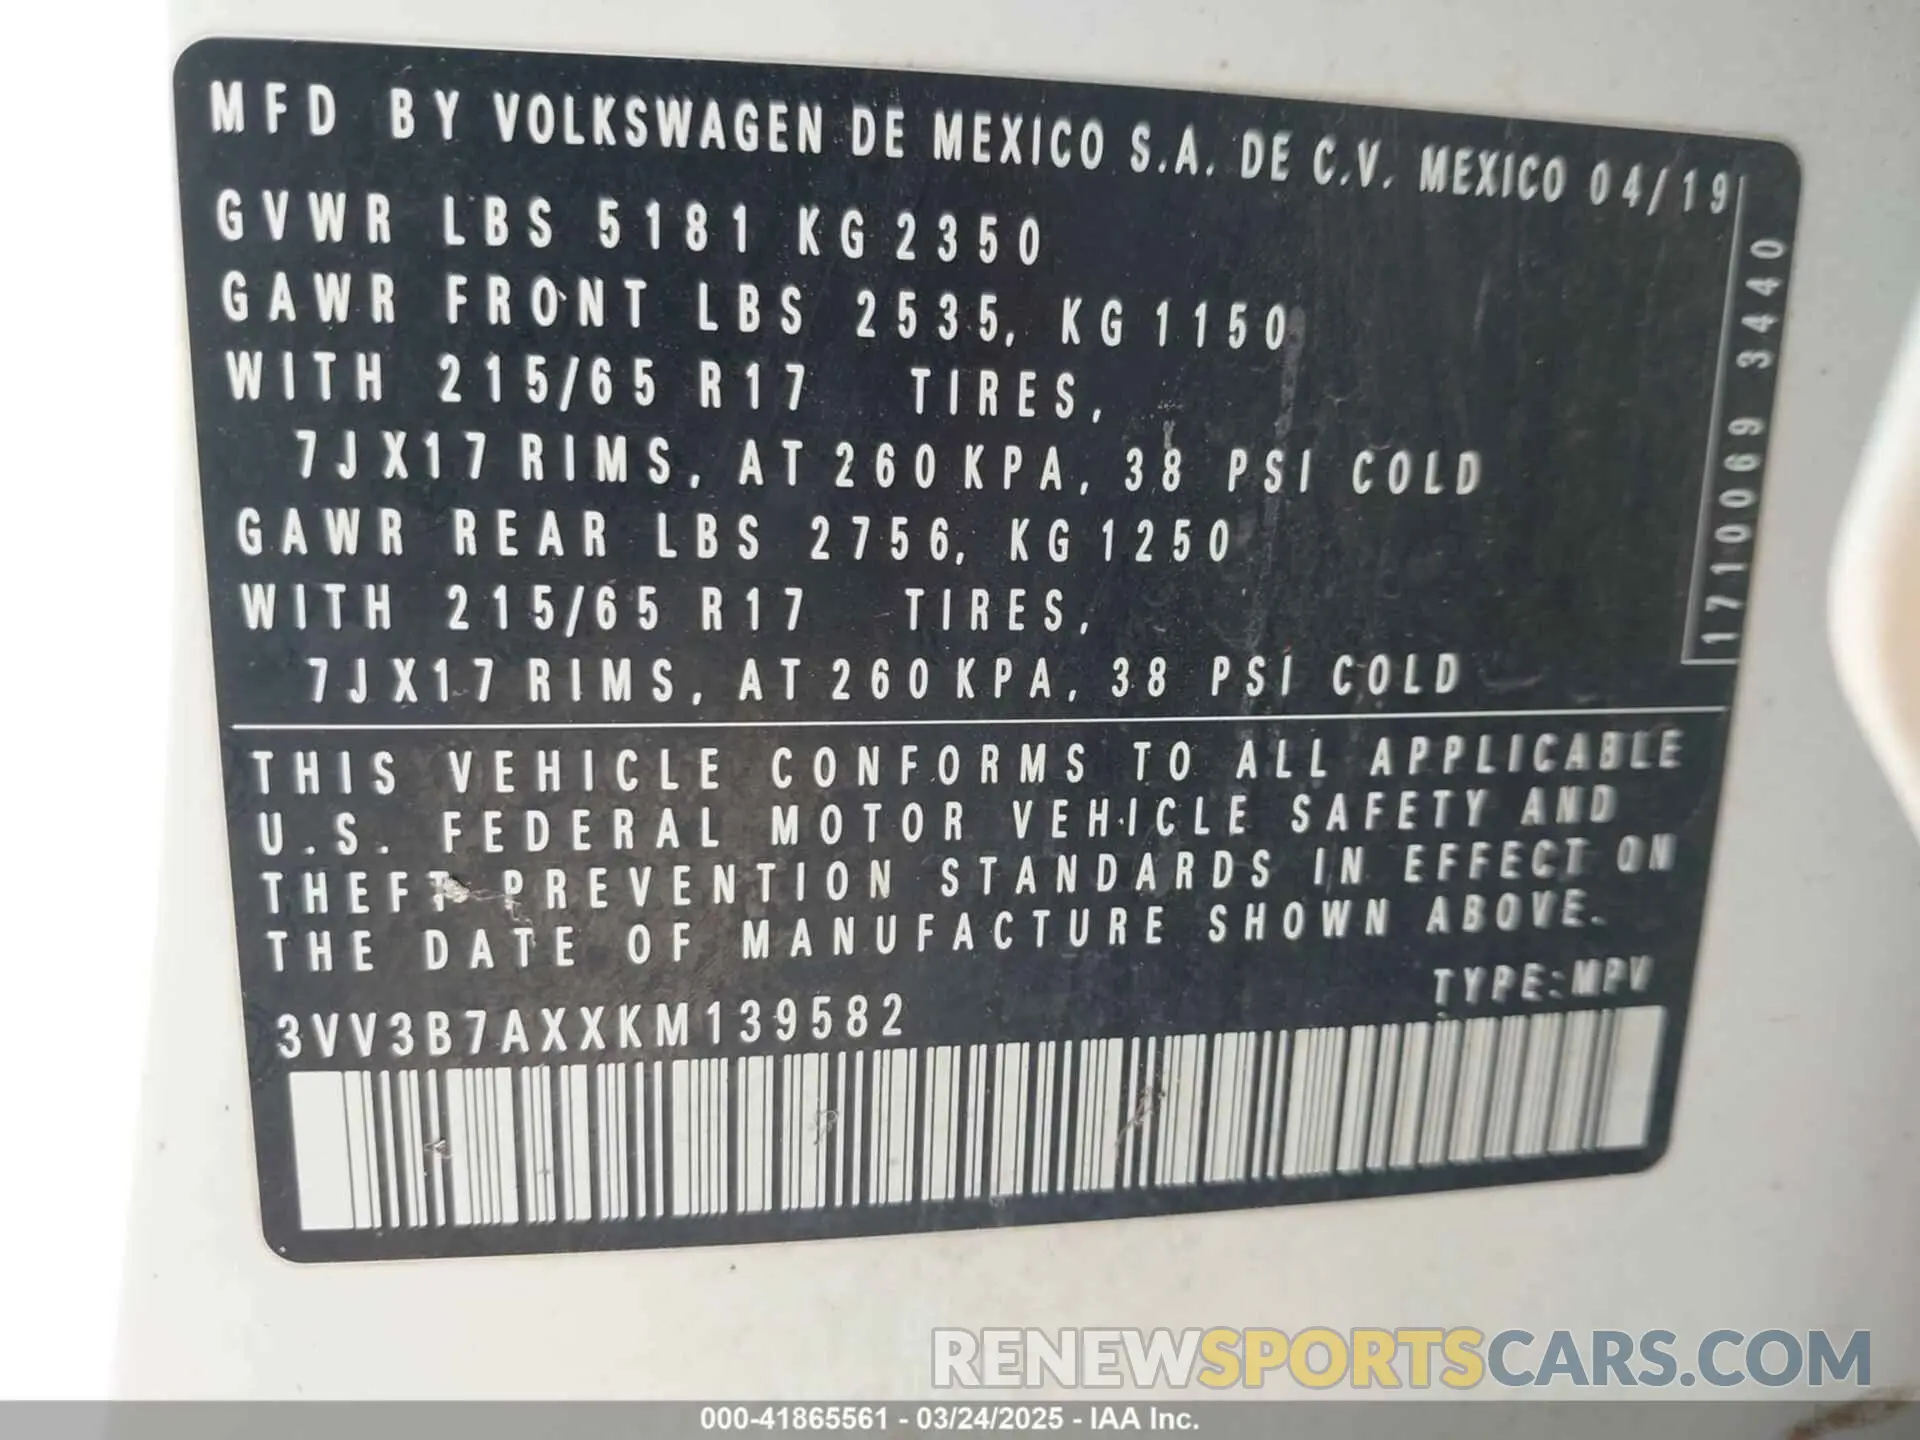 MFD BY VOLKSWAGEN DE MEXICO S.A. DE C.V. MEXICO 04/19
GVWR LBS 5181 KG 2350
GAWR FRONT LBS 2535, KG 1150
WITH 215/65 R17 TIRES,
7JX17 RIMS, AT 260 KPA, 38 PSI COLD
GAWR REAR LBS 2756, KG 1250
WITH 215/65 R17 TIRES,
7JX17 RIMS, AT 260 KPA, 38 PSI COLD
1710069 3440
THIS VEHICLE CONFORMS TO ALL APPLICABLE
U.S. FEDERAL MOTOR VEHICLE SAFETY AND
THEFT PREVENTION STANDARDS IN EFFECT ON
THE DATE OF MANUFACTURE SHOWN ABOVE.
TYPE:MPV
3VV3B7AXXKM139582
RENEWSPORTSCARS.COM
000-41865561 - 03/24/2025 - IAA Inc.